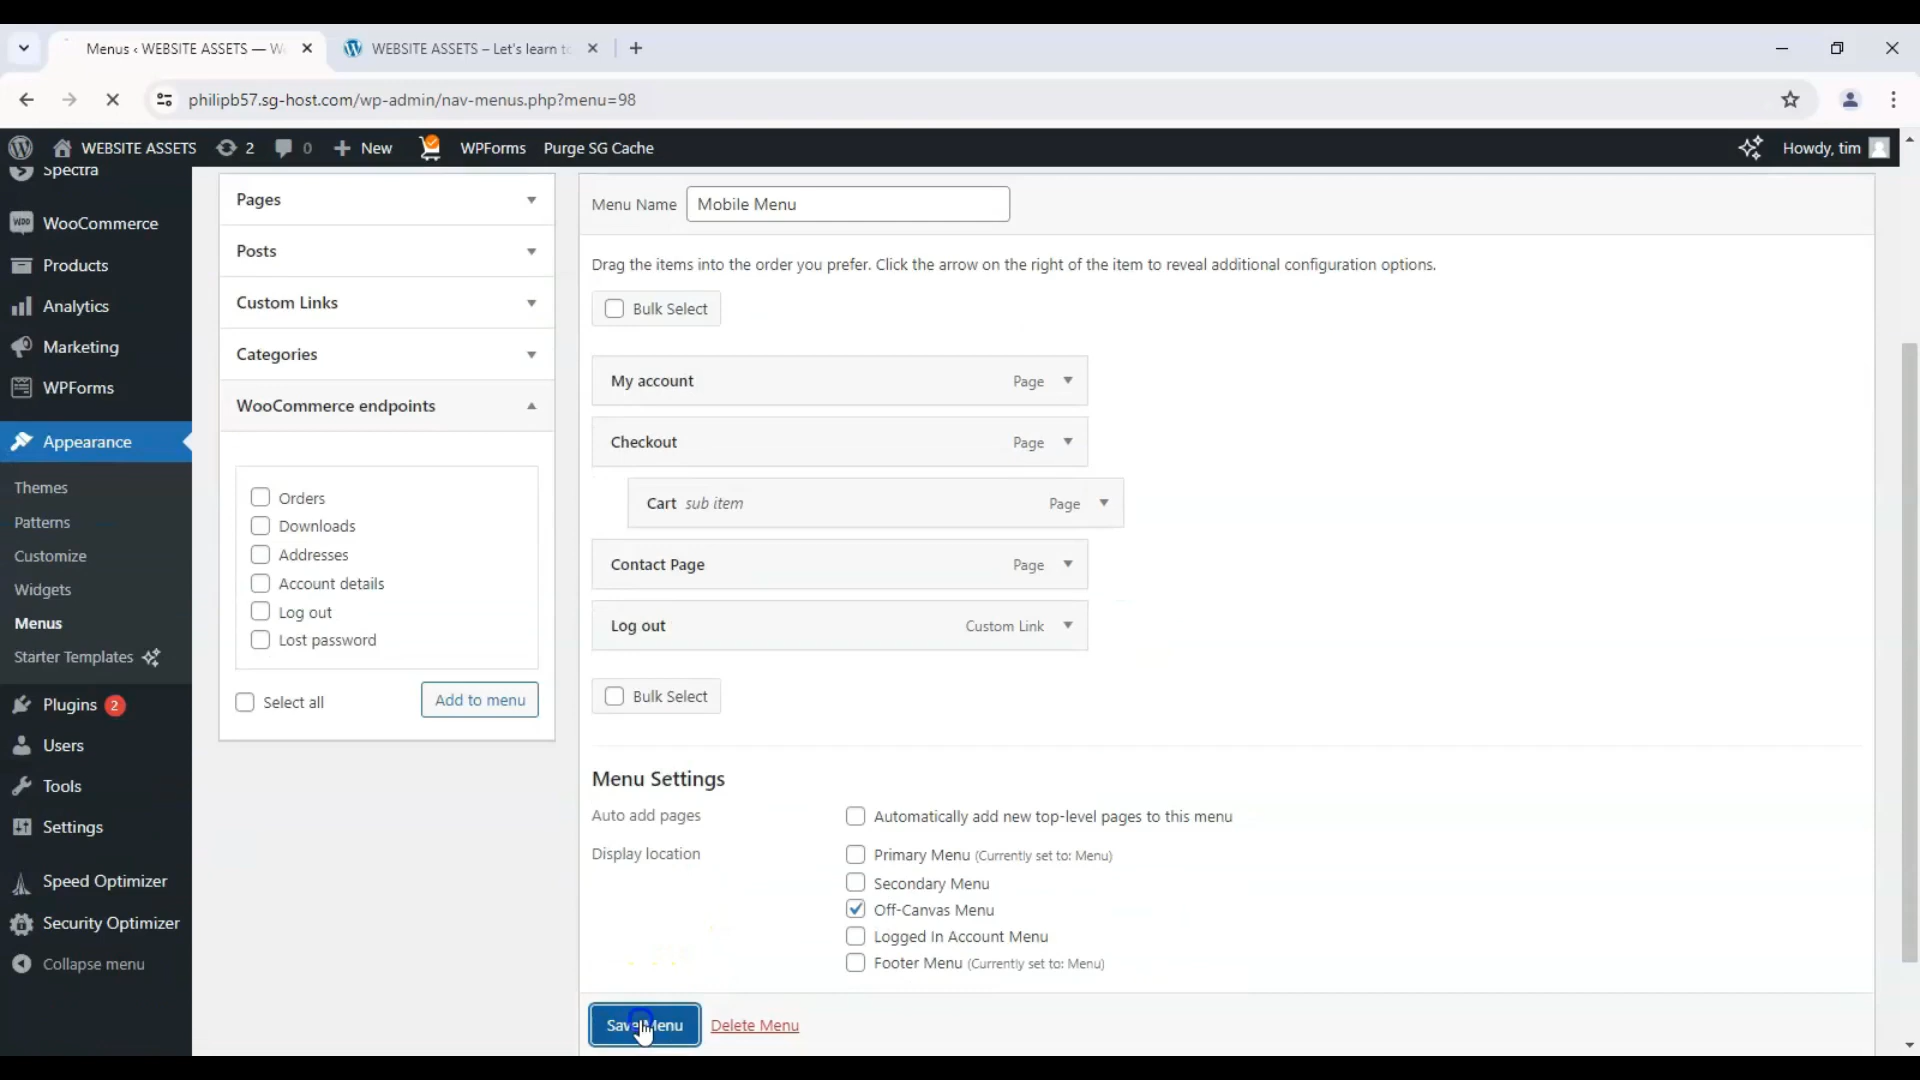 Menus ‹ WEBSITE ASSETS — W
WEBSITE ASSETS – Let's learn to
philipb57.sg-host.com/wp-admin/nav-menus.php?menu=98
WEBSITE ASSETS
2
0
New
WPForms
Purge SG Cache
Howdy, tim
Spectra
WooCommerce
Products
Analytics
Marketing
WPForms
Appearance
Themes
Patterns
Customize
Widgets
Menus
Starter Templates
Plugins 2
Users
Tools
Settings
Speed Optimizer
Security Optimizer
Collapse menu
Pages
Posts
Custom Links
Categories
WooCommerce endpoints
Orders
Downloads
Addresses
Account details
Log out
Lost password
Select all
Add to menu
Menu Name
Mobile Menu
Drag the items into the order you prefer. Click the arrow on the right of the item to reveal additional configuration options.
Bulk Select
My account Page
Checkout Page
Cart sub item Page
Contact Page Page
Log out Custom Link
Bulk Select
Menu Settings
Auto add pages
Automatically add new top-level pages to this menu
Display location
Primary Menu (Currently set to: Menu)
Secondary Menu
Off-Canvas Menu
Logged In Account Menu
Footer Menu (Currently set to: Menu)
Save Menu
Delete Menu